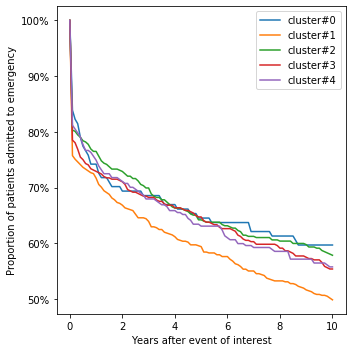 100%
90%
80%
70%
60%
50%
Proportion of patients admitted to emergency
0
2
4
6
8
10
Years after event of interest
cluster#0
cluster#1
cluster#2
cluster#3
cluster#4